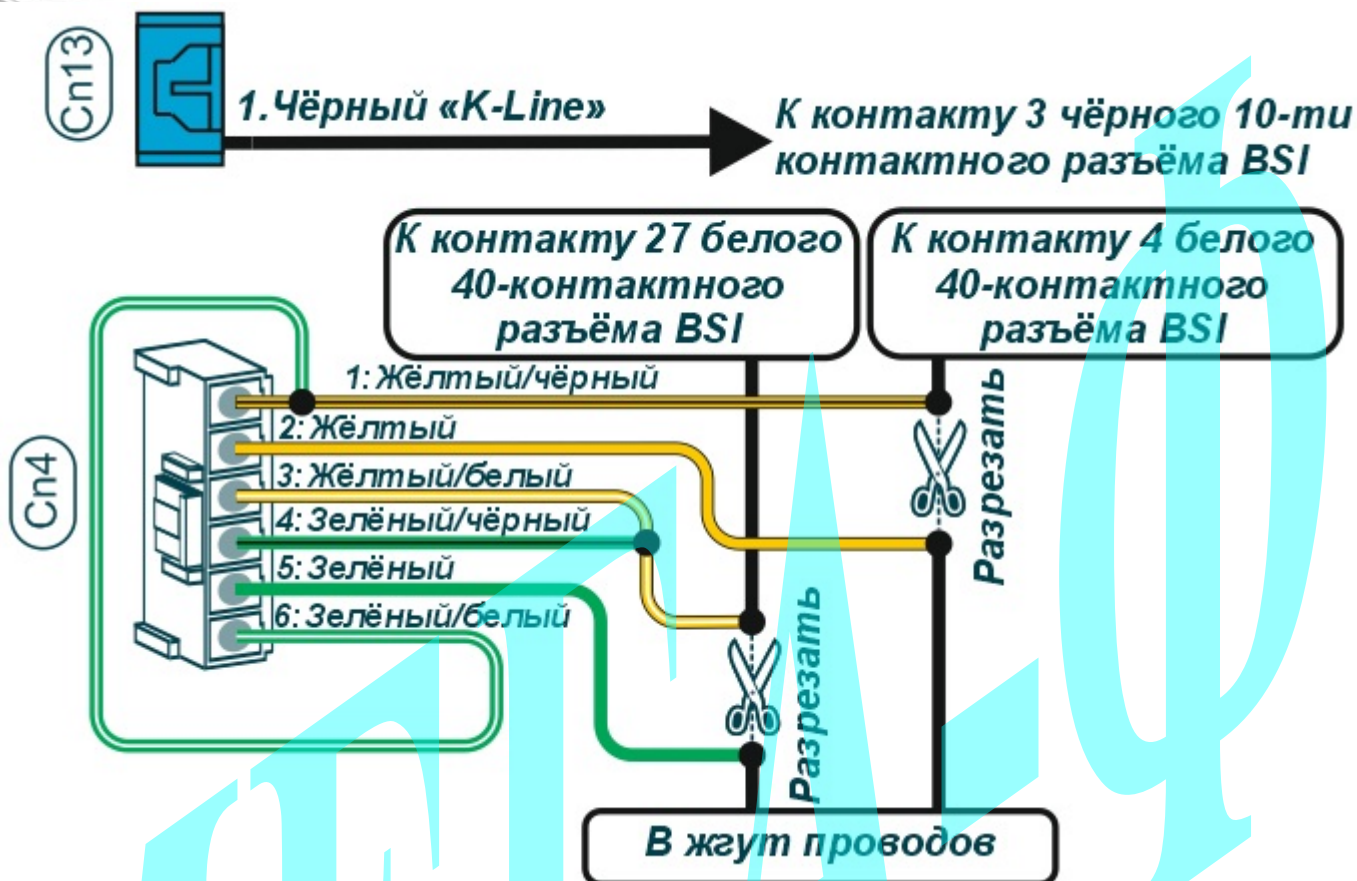 Cn13
1.Чёрный «K-Line»
К контакту 3 чёрного 10-ти
контактного разъёма BSI
К контакту 27 белого
40-контактного
разъёма BSI
К контакту 4 белого
40-контактного
разъёма BSI
Cn4
1: Жёлтый/чёрный
2: Жёлтый
3: Жёлтый/белый
4: Зелёный/чёрный
5: Зелёный
6: Зелёный/белый
Разрезать
Разрезать
В жгут проводов